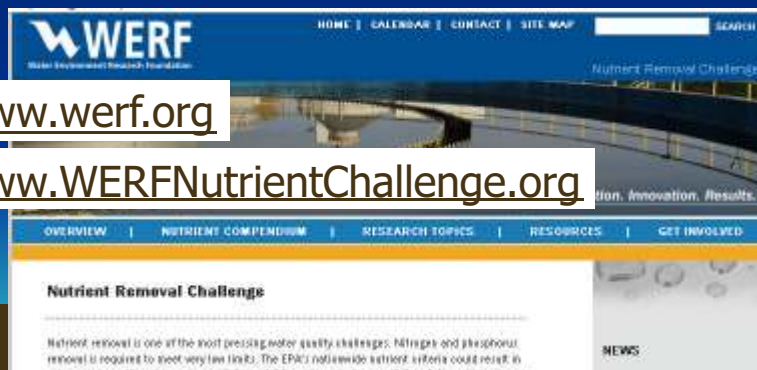 WERF
Water Environment Research Foundation
HOME | CALENDAR | CONTACT | SITE MAP
SEARCH
Nutrient Removal Challenge
ww.werf.org
ww.WERFNutrientChallenge.org
tion. Innovation. Results.
OVERVIEW | NUTRIENT COMPENDIUM | RESEARCH TOPICS | RESOURCES | GET INVOLVED
Nutrient Removal Challenge
Nutrient removal is one of the most pressing water quality challenges. Nitrogen and phosphorus
removal is required to meet very low limits. The EPA's nationwide nutrient criteria could result in
NEWS